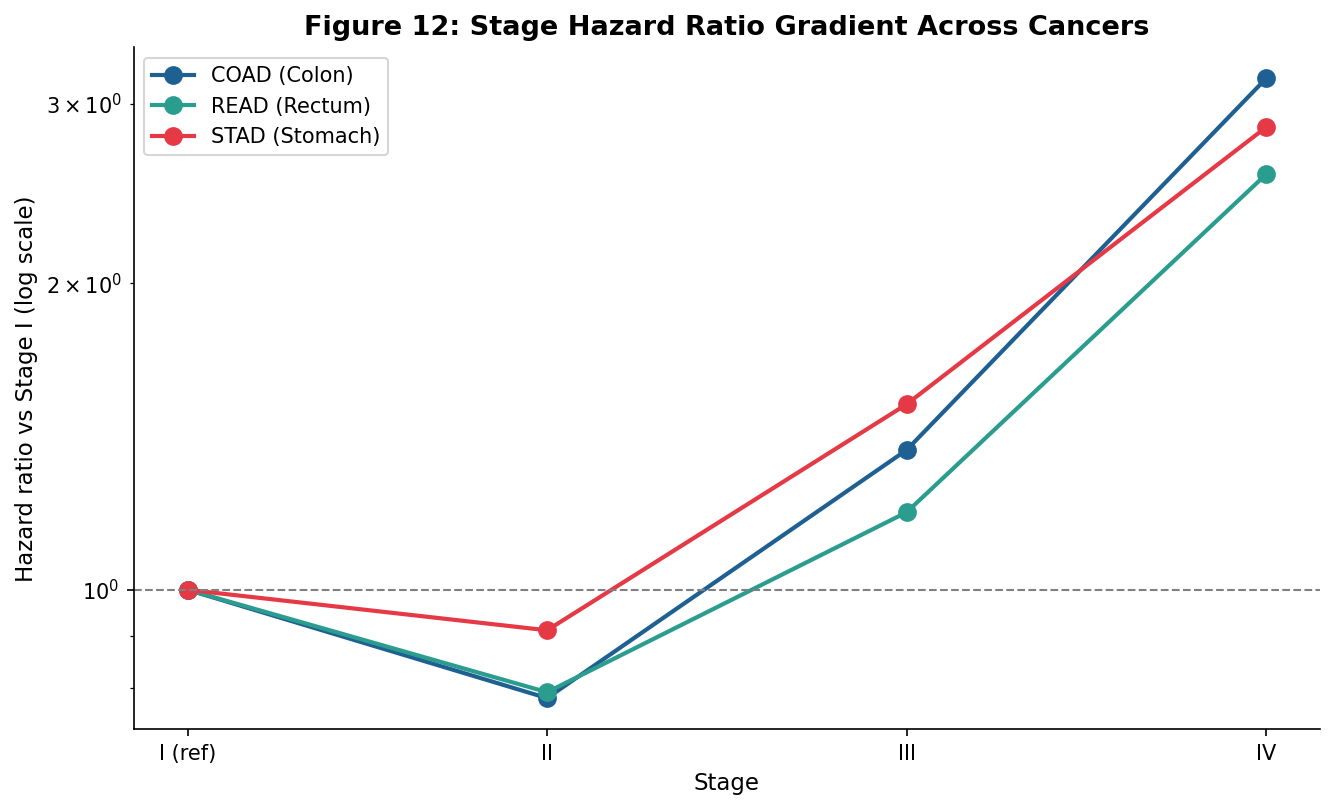 Figure 12: Stage Hazard Ratio Gradient Across Cancers
COAD (Colon)
READ (Rectum)
STAD (Stomach)
Hazard ratio vs Stage I (log scale)
3 × 10⁰
2 × 10⁰
10⁰
I (ref)
II
III
IV
Stage